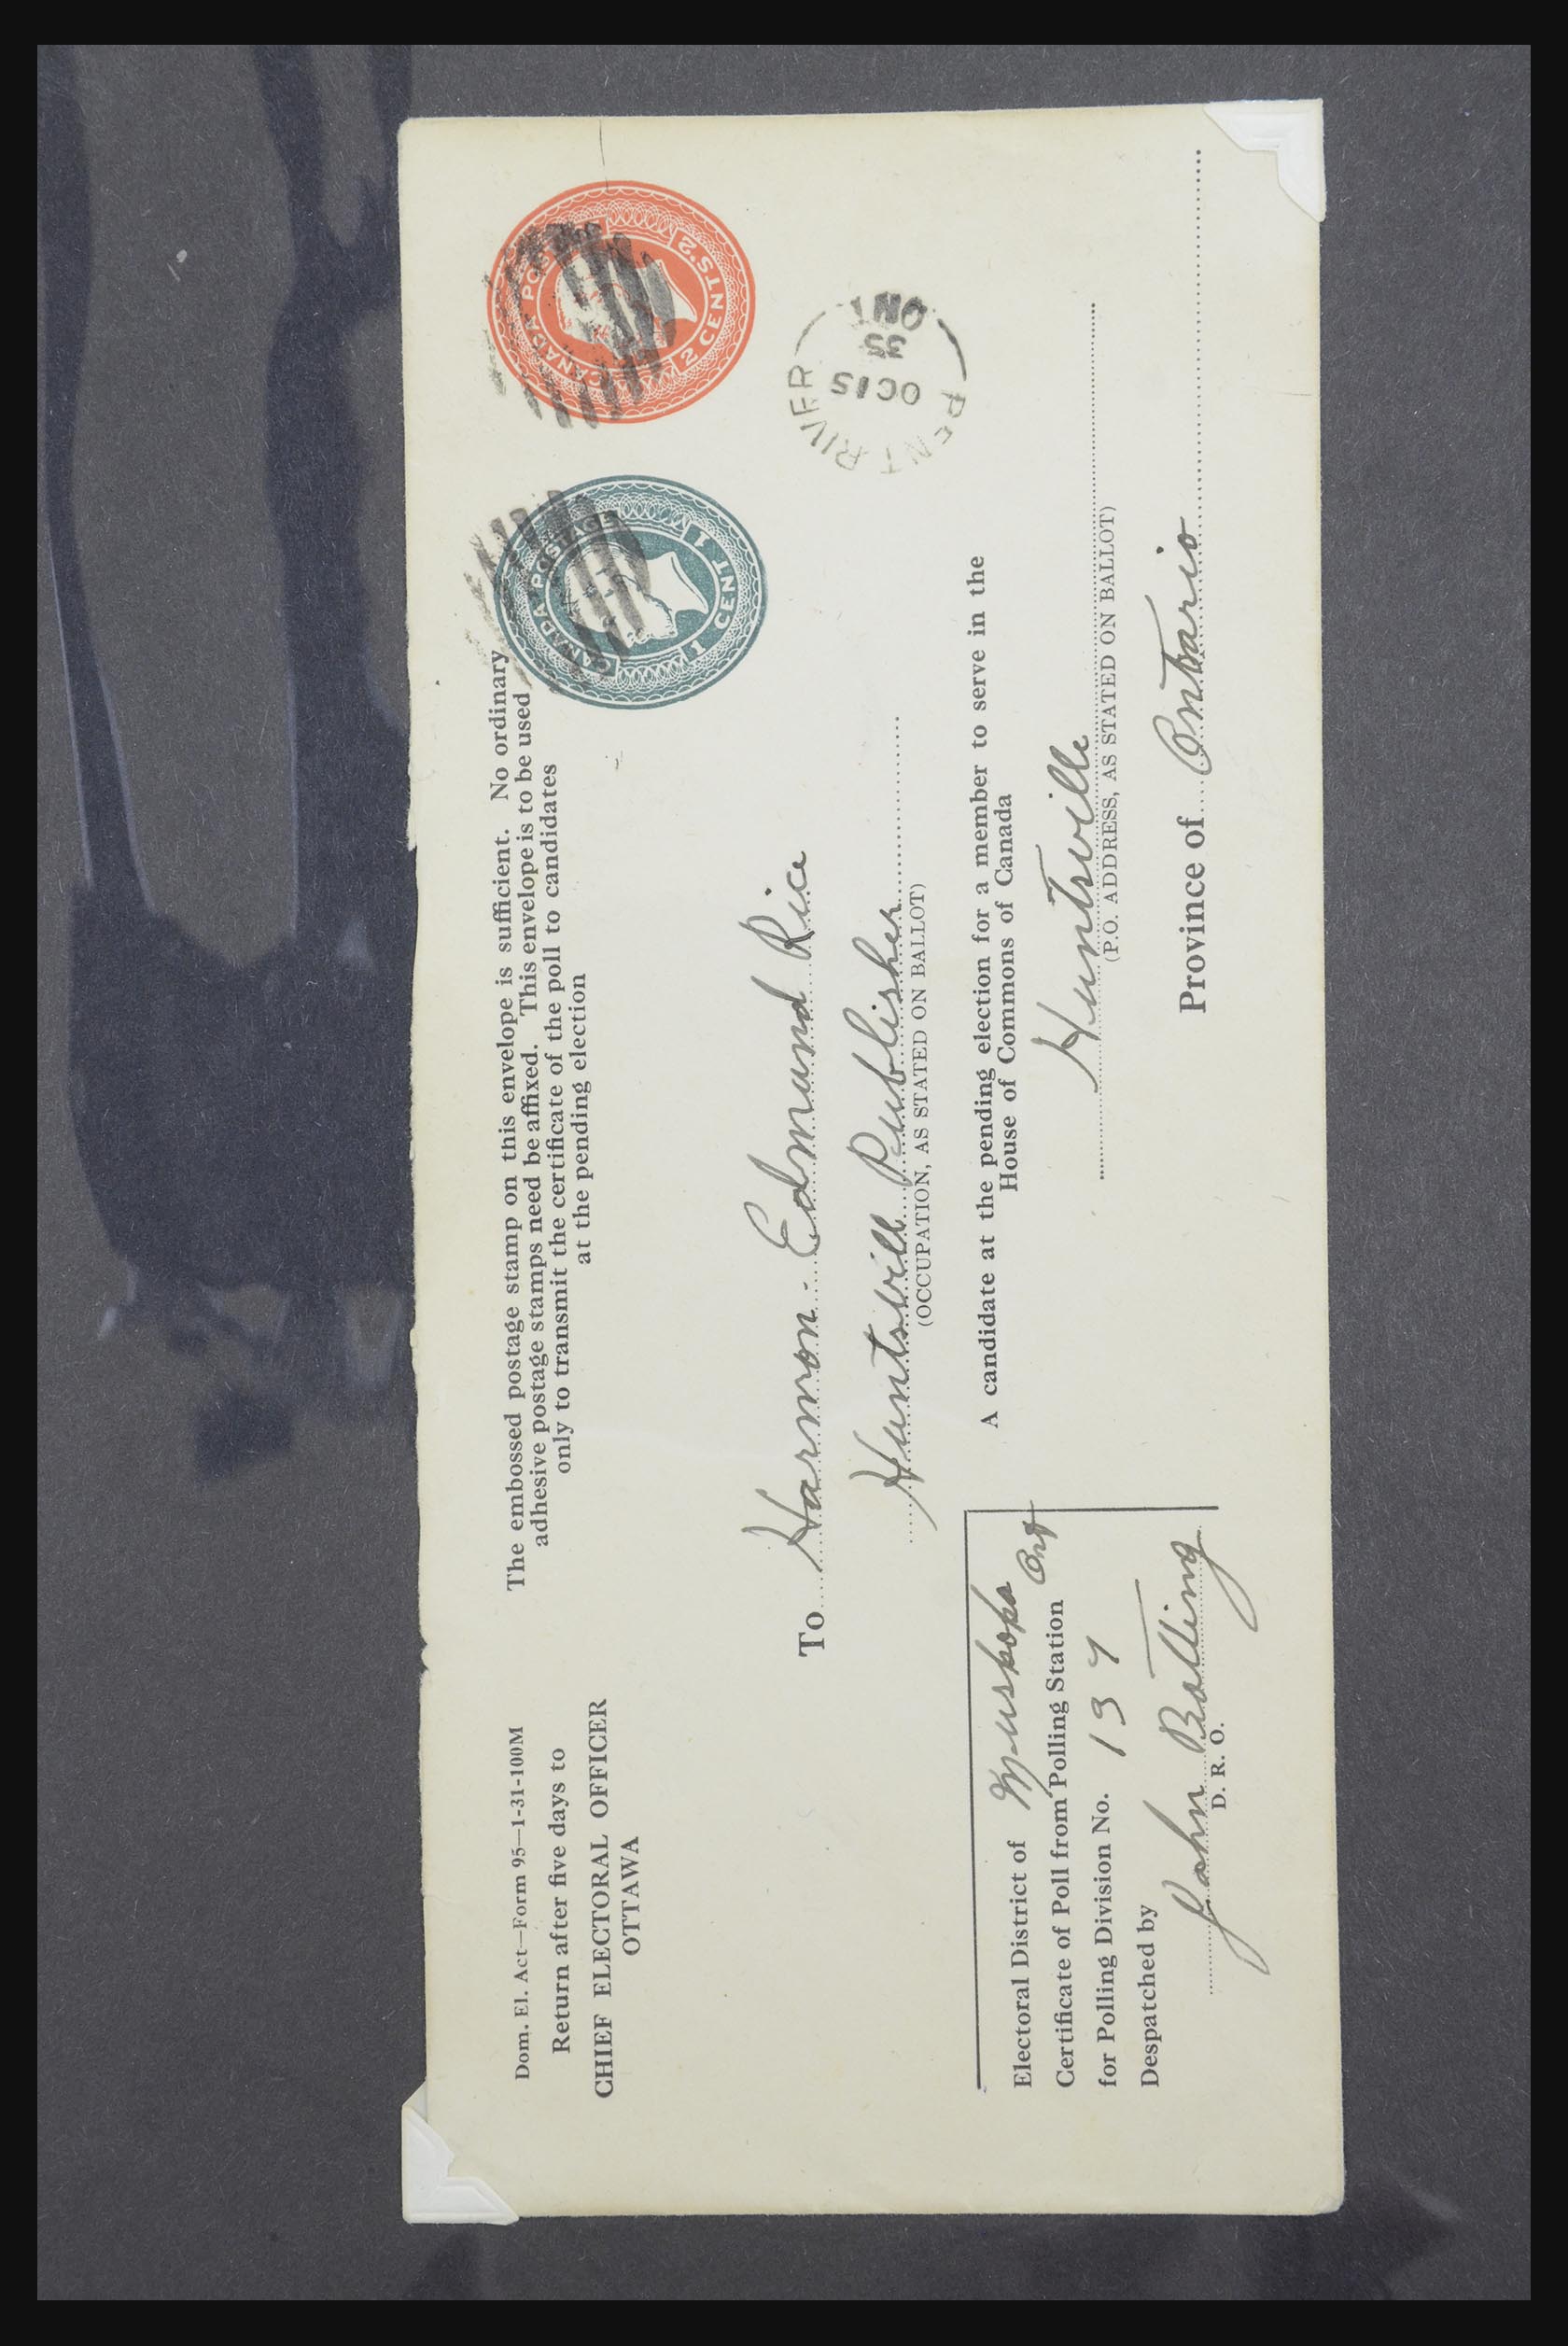 Dom. El. Act—Form 95—1-31-100M
Return after five days to
CHIEF ELECTORAL OFFICER
OTTAWA
The embossed postage stamp on this envelope is sufficient. No ordinary
adhesive postage stamps need be affixed. This envelope is to be used
only to transmit the certificate of the poll to candidates
at the pending election
CANADA POSTAGE
1 CENT 1
CANADA POS
2 CENTS 2
RIVER
OC 15
35
ONT
To Harmon Edmund Rice
Huntsvill Publisher
(OCCUPATION, AS STATED ON BALLOT)
A candidate at the pending election for a member to serve in the
House of Commons of Canada
Huntsville
(P.O. ADDRESS, AS STATED ON BALLOT)
Province of Ontario
Electoral District of Muskoka Ont
Certificate of Poll from Polling Station
for Polling Division No. 137
Despatched by
John Botting
D. R. O.